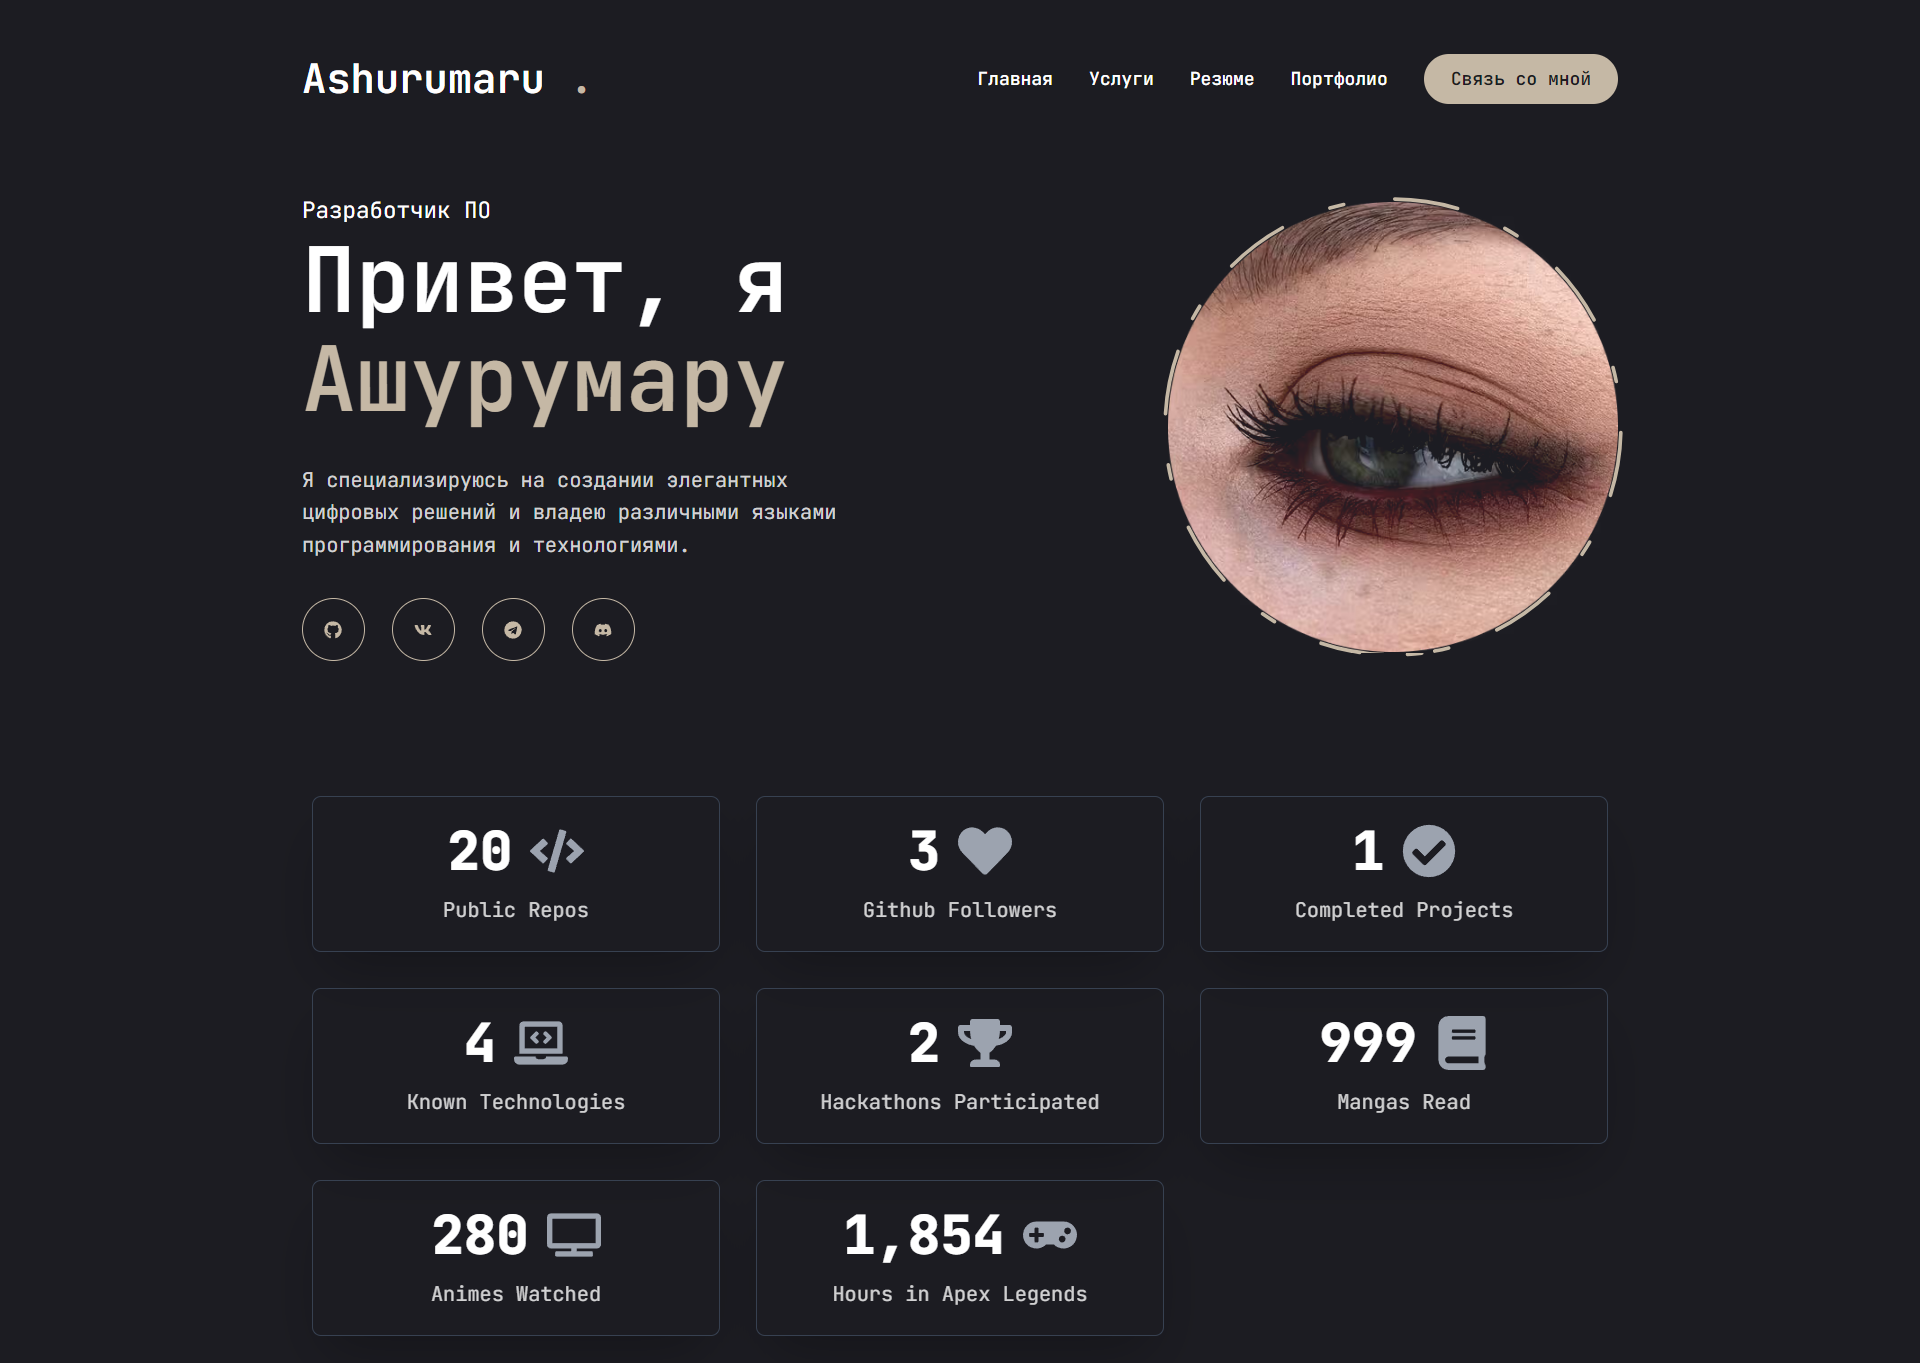 Ashurumaru .
Главная
Услуги
Резюме
Портфолио
Связь со мной
Разработчик ПО
Привет, я
Ашурумару
Я специализируюсь на создании элегантных
цифровых решений и владею различными языками
программирования и технологиями.
20
Public Repos
3
Github Followers
1
Completed Projects
4
Known Technologies
2
Hackathons Participated
999
Mangas Read
280
Animes Watched
1,854
Hours in Apex Legends